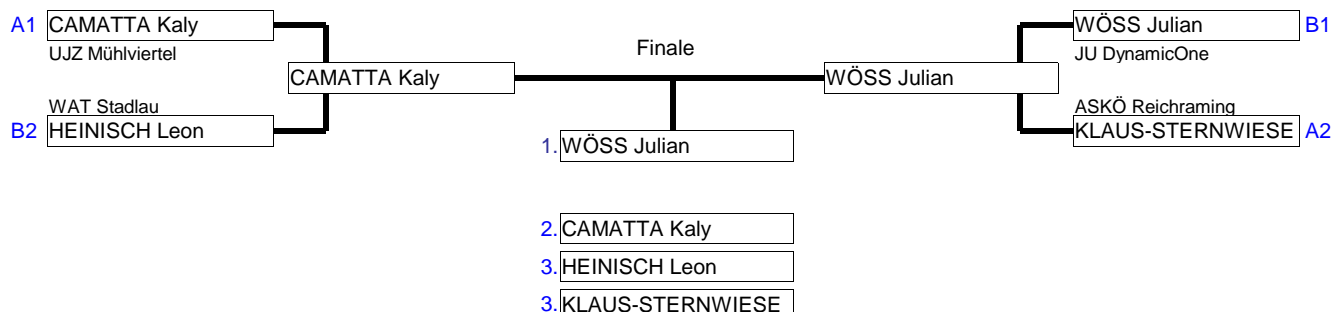 A1 CAMATTA Kaly
UJZ Mühlviertel
CAMATTA Kaly
WAT Stadlau
B2 HEINISCH Leon
Finale
WÖSS Julian B1
JU DynamicOne
WÖSS Julian
ASKÖ Reichraming
KLAUS-STERNWIESE A2
1. WÖSS Julian
2. CAMATTA Kaly
3. HEINISCH Leon
3. KLAUS-STERNWIESE